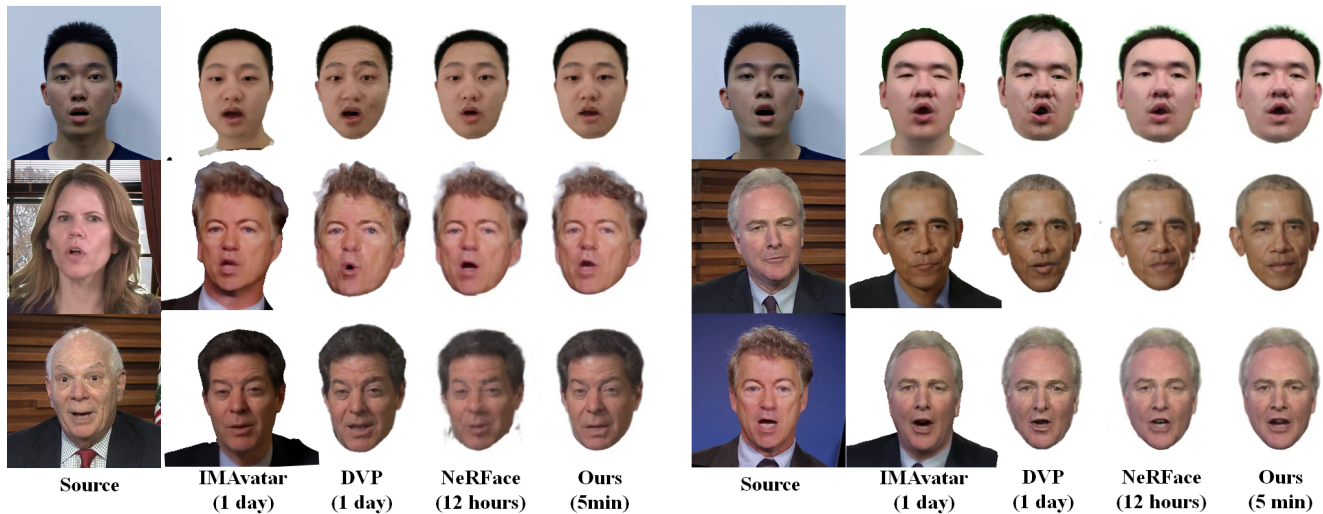 Source
IMAvatar
(1 day)
DVP
(1 day)
NeRFace
(12 hours)
Ours
(5min)
Source
IMAvatar
(1 day)
DVP
(1 day)
NeRFace
(12 hours)
Ours
(5 min)